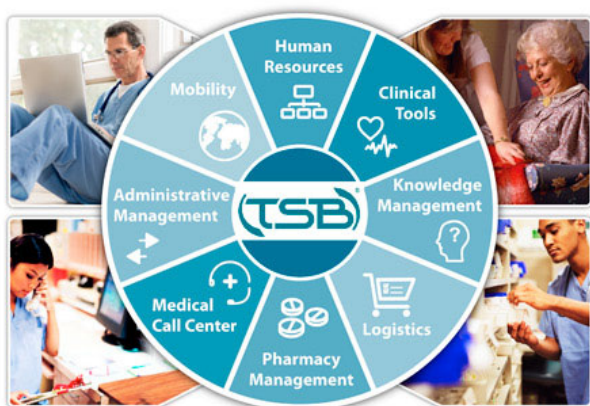 Human
Resources
Clinical
Tools
Knowledge
Management
Logistics
Pharmacy
Management
Medical
Call Center
Administrative
Management
Mobility
TSB®